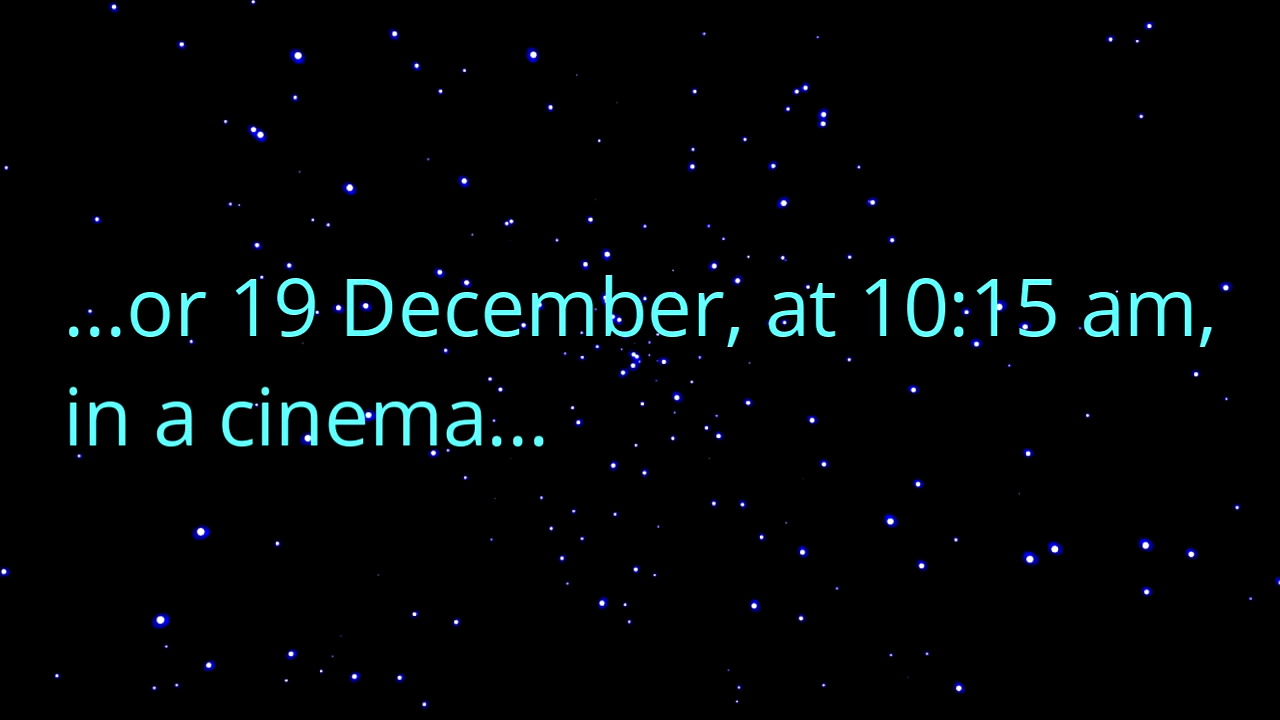 ...or 19 December, at 10:15 am,
in a cinema...